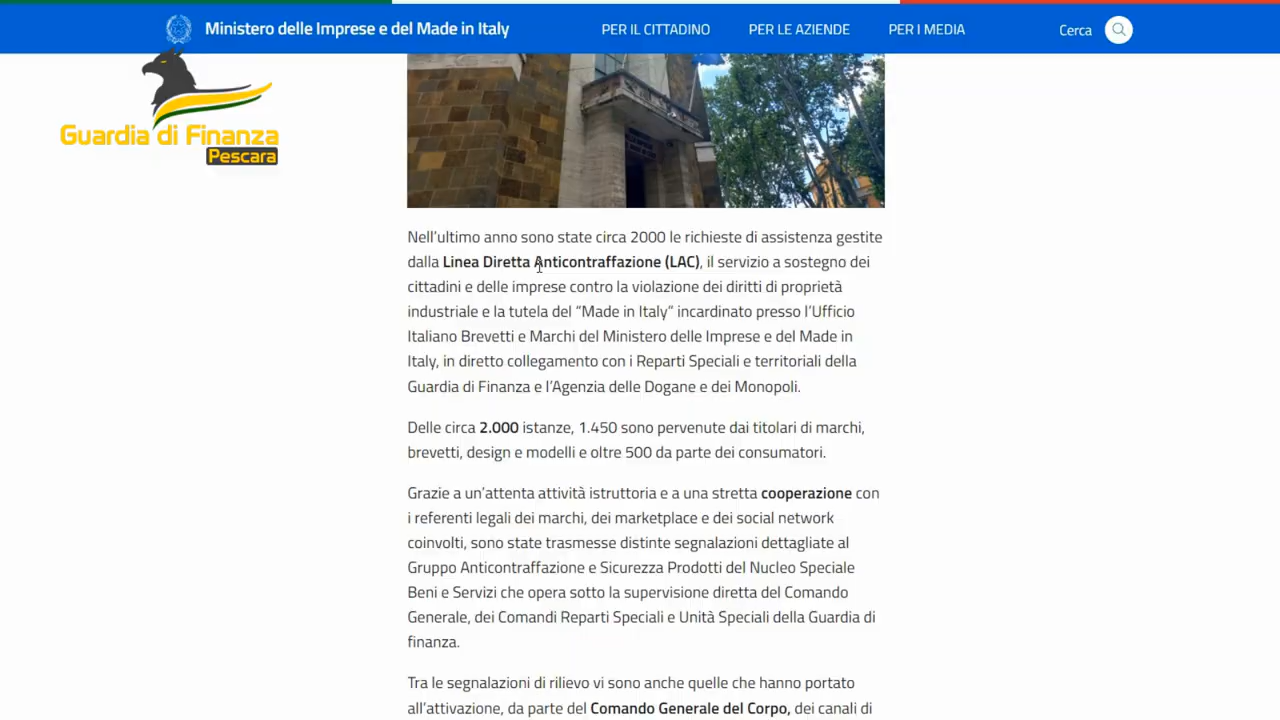 Ministero delle Imprese e del Made in Italy
PER IL CITTADINO
PER LE AZIENDE
PER I MEDIA
Cerca
Guardia di Finanza
Pescara
Nell’ultimo anno sono state circa 2000 le richieste di assistenza gestite
dalla Linea Diretta Anticontraffazione (LAC), il servizio a sostegno dei
cittadini e delle imprese contro la violazione dei diritti di proprietà
industriale e la tutela del “Made in Italy” incardinato presso l’Ufficio
Italiano Brevetti e Marchi del Ministero delle Imprese e del Made in
Italy, in diretto collegamento con i Reparti Speciali e territoriali della
Guardia di Finanza e l’Agenzia delle Dogane e dei Monopoli.
Delle circa 2.000 istanze, 1.450 sono pervenute dai titolari di marchi,
brevetti, design e modelli e oltre 500 da parte dei consumatori.
Grazie a un’attenta attività istruttoria e a una stretta cooperazione con
i referenti legali dei marchi, dei marketplace e dei social network
coinvolti, sono state trasmesse distinte segnalazioni dettagliate al
Gruppo Anticontraffazione e Sicurezza Prodotti del Nucleo Speciale
Beni e Servizi che opera sotto la supervisione diretta del Comando
Generale, dei Comandi Reparti Speciali e Unità Speciali della Guardia di
finanza.
Tra le segnalazioni di rilievo vi sono anche quelle che hanno portato
all’attivazione, da parte del Comando Generale del Corpo, dei canali di